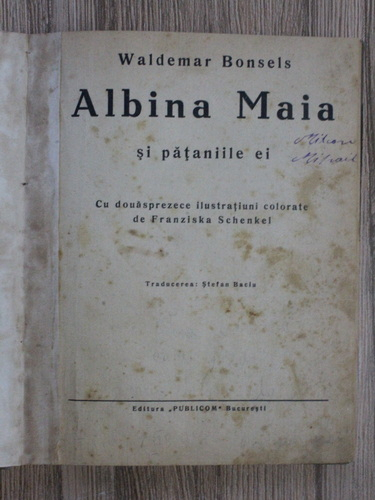 Waldemar Bonsels
Albina Maia
și pățaniile ei
Mihail
Cu douăsprezece ilustrațiuni colorate
de Franziska Schenkel
Traducerea: Ștefan Baciu
Editura „PUBLICOM" București